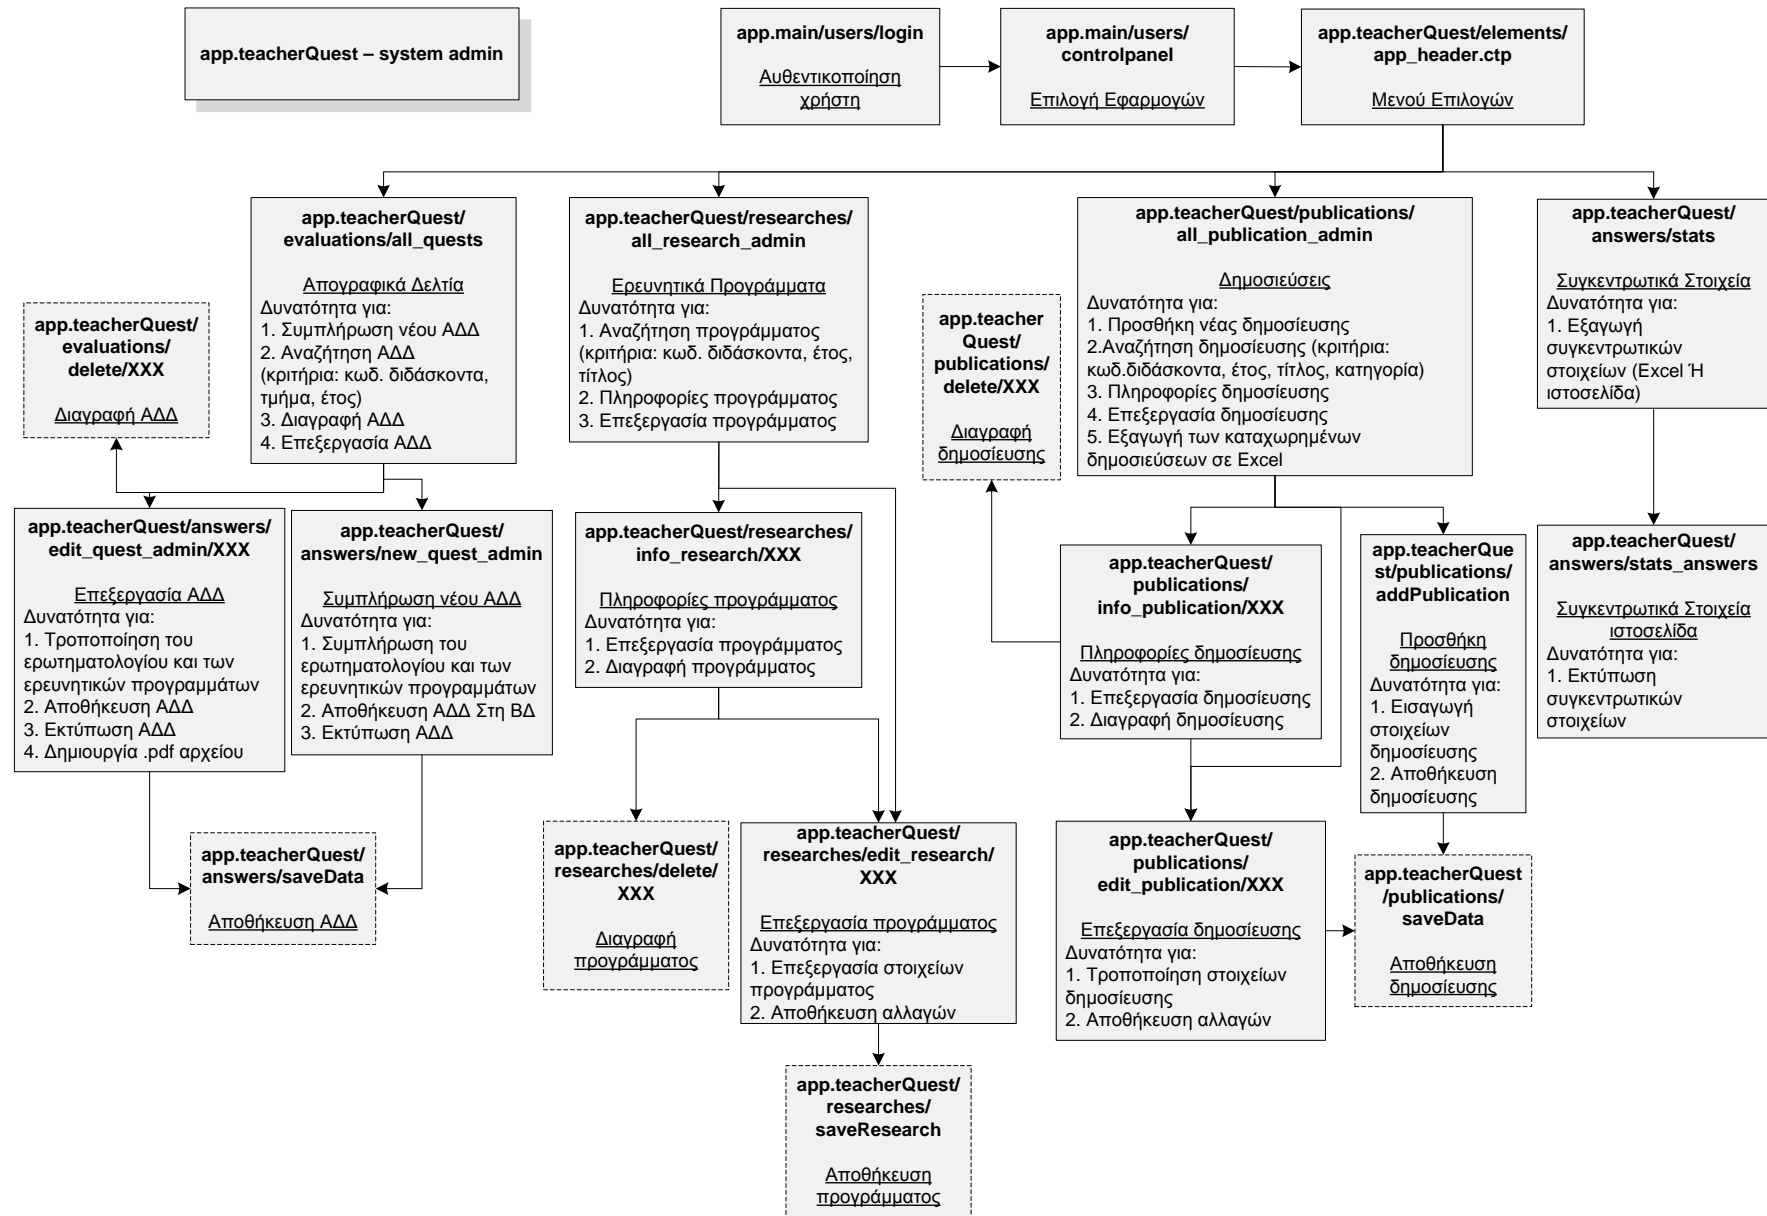 app.teacherQuest – system admin
app.main/users/login
Αυθεντικοποίηση
χρήστη
app.main/users/
controlpanel
Επιλογή Εφαρμογών
app.teacherQuest/elements/
app_header.ctp
Μενού Επιλογών
app.teacherQuest/
evaluations/all_quests
Απογραφικά Δελτία
Δυνατότητα για:
1. Συμπλήρωση νέου ΑΔΔ
2. Αναζήτηση ΑΔΔ
(κριτήρια: κωδ. διδάσκοντα,
τμήμα, έτος)
3. Διαγραφή ΑΔΔ
4. Επεξεργασία ΑΔΔ
app.teacherQuest/researches/
all_research_admin
Ερευνητικά Προγράμματα
Δυνατότητα για:
1. Αναζήτηση προγράμματος
(κριτήρια: κωδ. διδάσκοντα, έτος,
τίτλος)
2. Πληροφορίες προγράμματος
3. Επεξεργασία προγράμματος
app.teacherQuest/publications/
all_publication_admin
Δημοσιεύσεις
Δυνατότητα για:
1. Προσθήκη νέας δημοσίευσης
2.Αναζήτηση δημοσίευσης (κριτήρια:
κωδ.διδάσκοντα, έτος, τίτλος, κατηγορία)
3. Πληροφορίες δημοσίευσης
4. Επεξεργασία δημοσίευσης
5. Εξαγωγή των καταχωρημένων
δημοσιεύσεων σε Excel
app.teacherQuest/
answers/stats
Συγκεντρωτικά Στοιχεία
Δυνατότητα για:
1. Εξαγωγή
συγκεντρωτικών
στοιχείων (Excel Ή
ιστοσελίδα)
app.teacherQuest/
evaluations/
delete/XXX
Διαγραφή ΑΔΔ
app.teacher
Quest/
publications/
delete/XXX
Διαγραφή
δημοσίευσης
app.teacherQuest/answers/
edit_quest_admin/XXX
Επεξεργασία ΑΔΔ
Δυνατότητα για:
1. Τροποποίηση του
ερωτηματολογίου και των
ερευνητικών προγραμμάτων
2. Αποθήκευση ΑΔΔ
3. Εκτύπωση ΑΔΔ
4. Δημιουργία .pdf αρχείου
app.teacherQuest/
answers/new_quest_admin
Συμπλήρωση νέου ΑΔΔ
Δυνατότητα για:
1. Συμπλήρωση του
ερωτηματολογίου και των
ερευνητικών προγραμμάτων
2. Αποθήκευση ΑΔΔ Στη ΒΔ
3. Εκτύπωση ΑΔΔ
app.teacherQuest/researches/
info_research/XXX
Πληροφορίες προγράμματος
Δυνατότητα για:
1. Επεξεργασία προγράμματος
2. Διαγραφή προγράμματος
app.teacherQuest/
publications/
info_publication/XXX
Πληροφορίες δημοσίευσης
Δυνατότητα για:
1. Επεξεργασία δημοσίευσης
2. Διαγραφή δημοσίευσης
app.teacherQue
st/publications/
addPublication
Προσθήκη
δημοσίευσης
Δυνατότητα για:
1. Εισαγωγή
στοιχείων
δημοσίευσης
2. Αποθήκευση
δημοσίευσης
app.teacherQuest/
answers/stats_answers
Συγκεντρωτικά Στοιχεία
ιστοσελίδα
Δυνατότητα για:
1. Εκτύπωση
συγκεντρωτικών
στοιχείων
app.teacherQuest/
answers/saveData
Αποθήκευση ΑΔΔ
app.teacherQuest/
researches/delete/
XXX
Διαγραφή
προγράμματος
app.teacherQuest/
researches/edit_research/
XXX
Επεξεργασία προγράμματος
Δυνατότητα για:
1. Επεξεργασία στοιχείων
προγράμματος
2. Αποθήκευση αλλαγών
app.teacherQuest/
publications/
edit_publication/XXX
Επεξεργασία δημοσίευσης
Δυνατότητα για:
1. Τροποποίηση στοιχείων
δημοσίευσης
2. Αποθήκευση αλλαγών
app.teacherQuest
/publications/
saveData
Αποθήκευση
δημοσίευσης
app.teacherQuest/
researches/
saveResearch
Αποθήκευση
προγράμματος